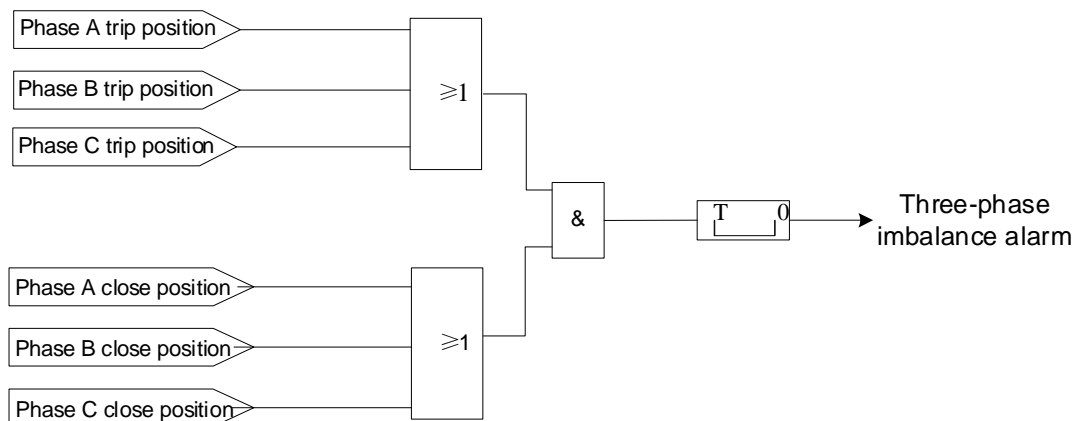 Phase A trip position
Phase B trip position
Phase C trip position
≥1
&
T 0
Three-phase
imbalance alarm
Phase A close position
Phase B close position
Phase C close position
≥1